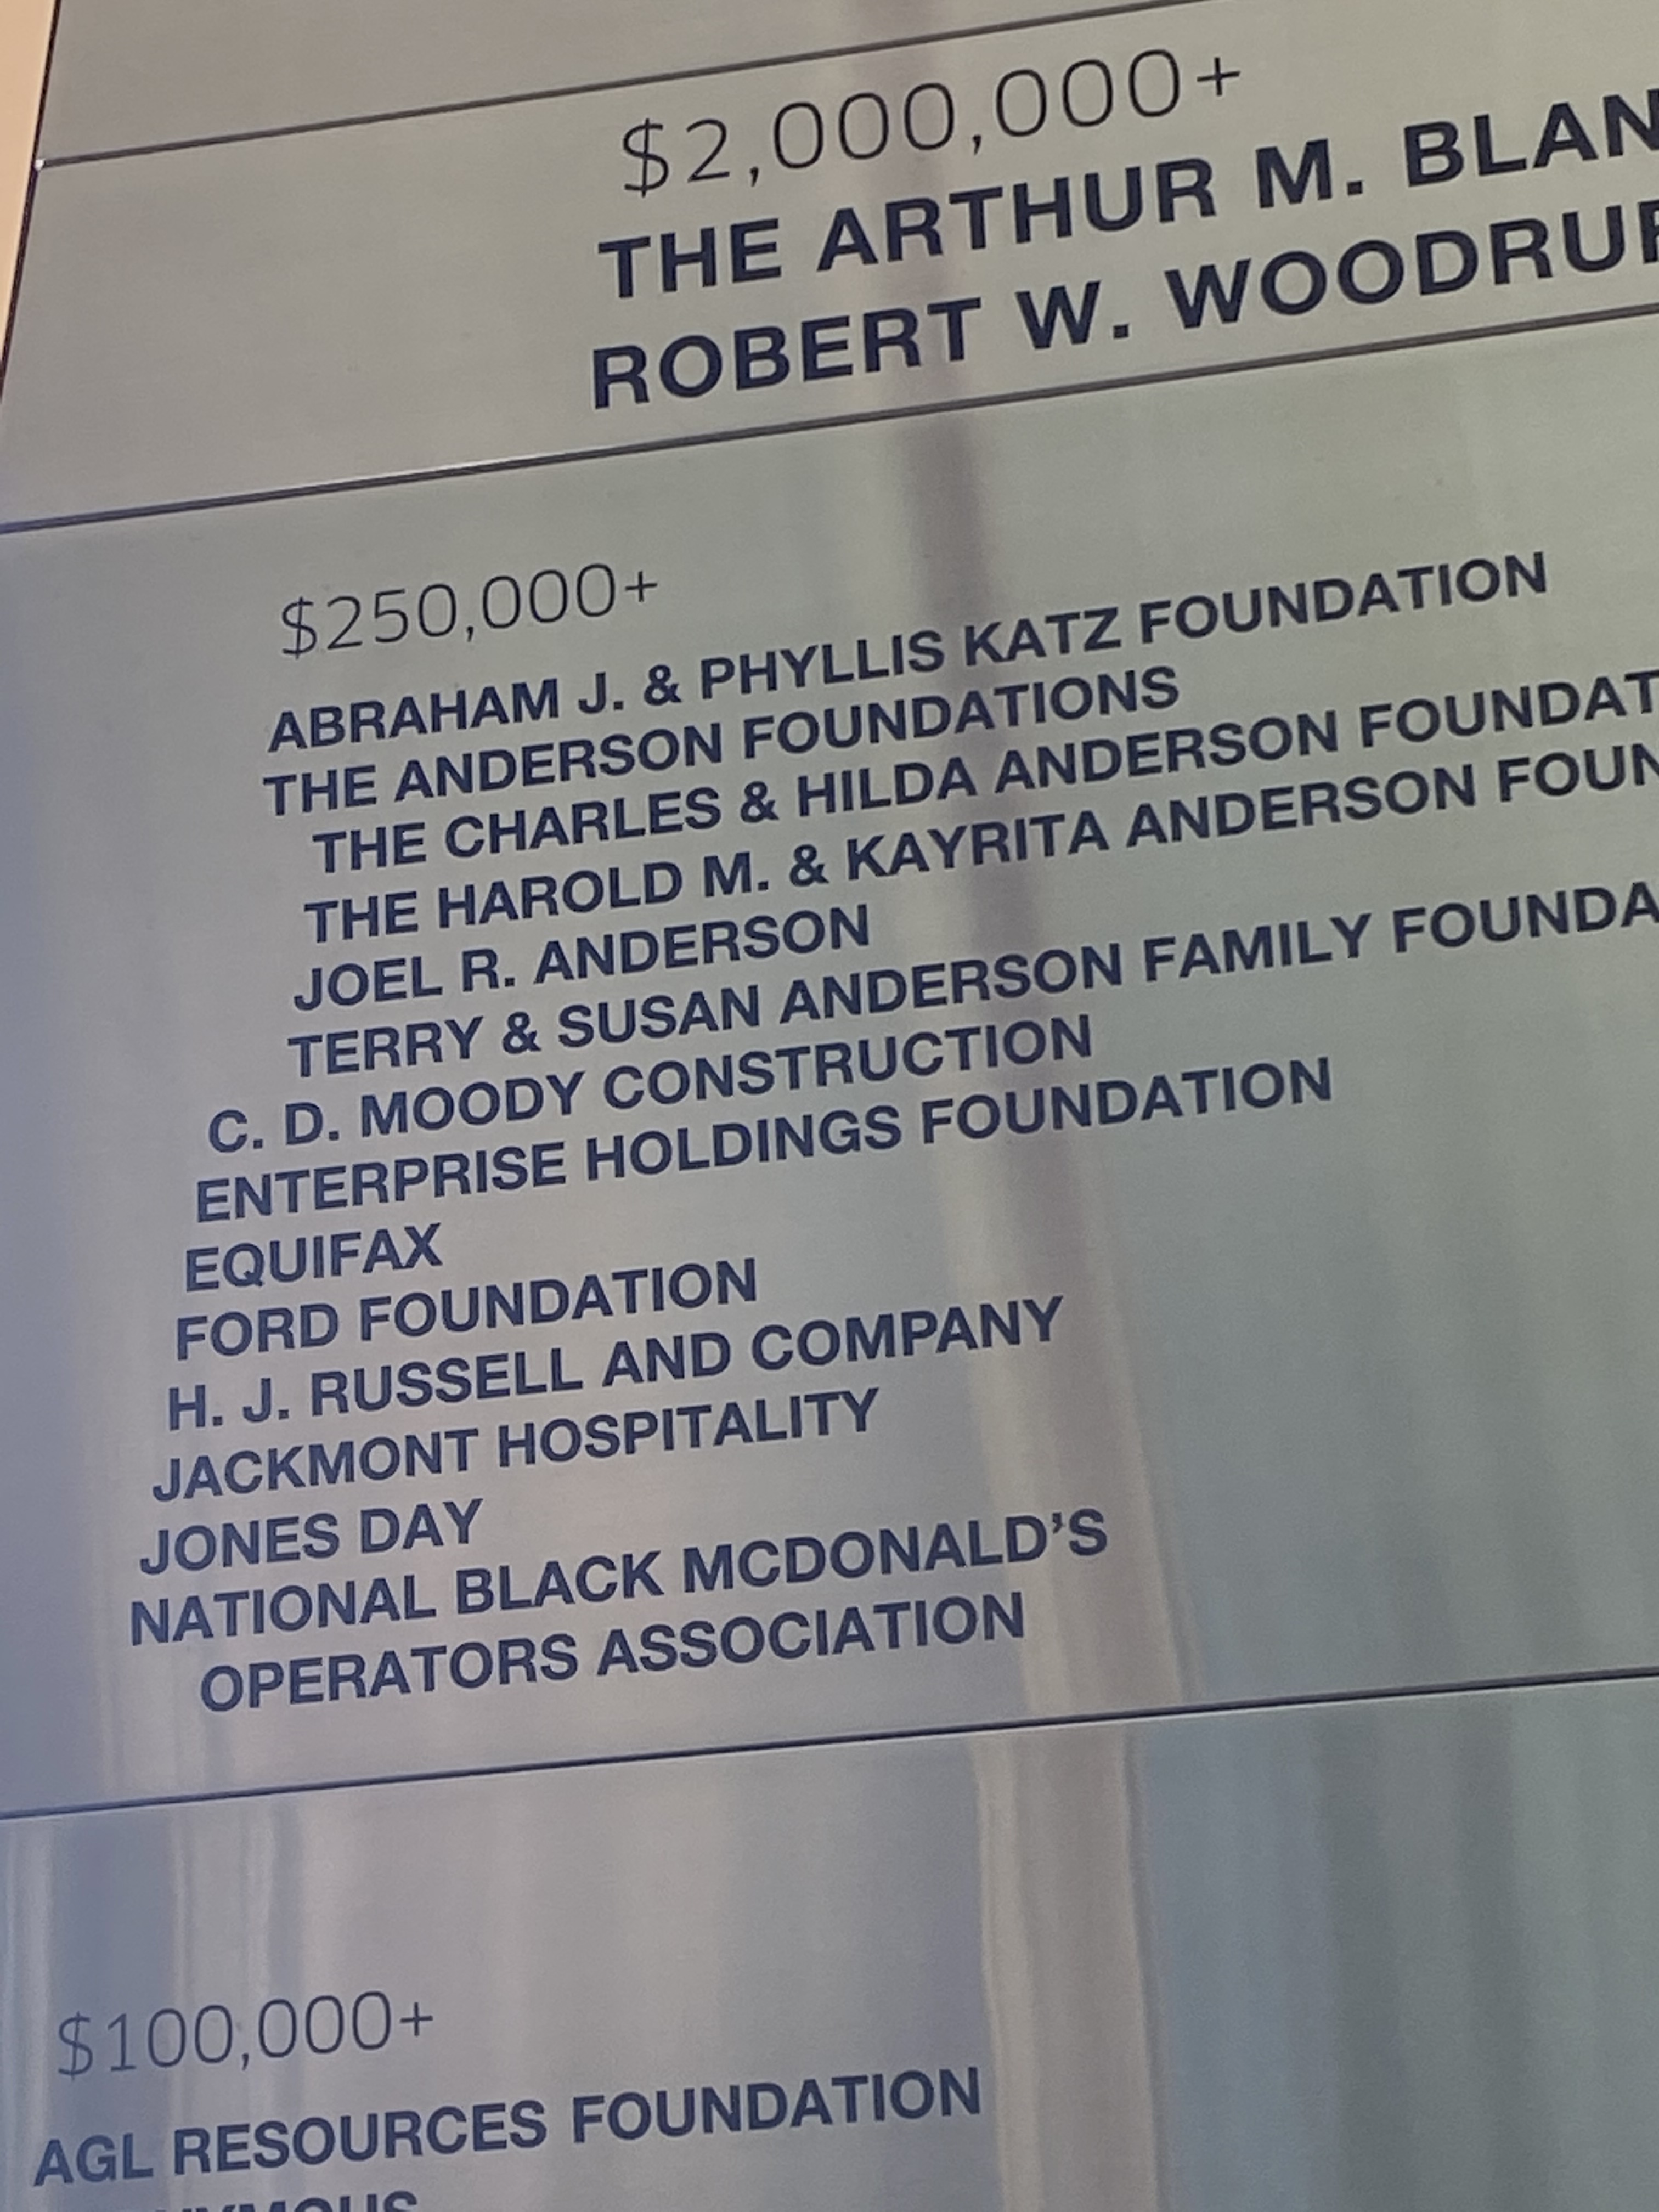 $2,000,000+
THE ARTHUR M. BLAN
ROBERT W. WOODRUF
$250,000+
ABRAHAM J. & PHYLLIS KATZ FOUNDATION
THE ANDERSON FOUNDATIONS
THE CHARLES & HILDA ANDERSON FOUNDAT
THE HAROLD M. & KAYRITA ANDERSON FOUN
JOEL R. ANDERSON
TERRY & SUSAN ANDERSON FAMILY FOUNDA
C. D. MOODY CONSTRUCTION
ENTERPRISE HOLDINGS FOUNDATION
EQUIFAX
FORD FOUNDATION
H. J. RUSSELL AND COMPANY
JACKMONT HOSPITALITY
JONES DAY
NATIONAL BLACK MCDONALD’S
OPERATORS ASSOCIATION
$100,000+
AGL RESOURCES FOUNDATION